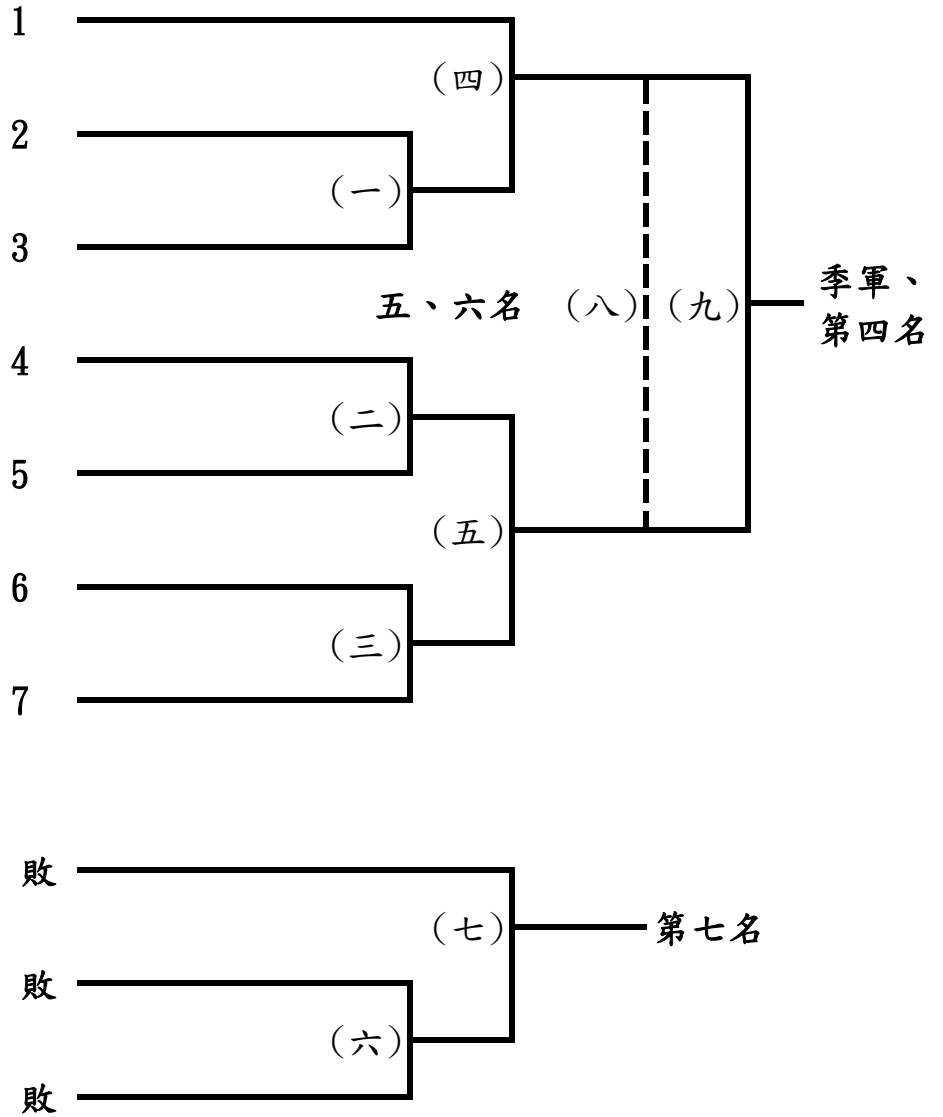 1
（四）
2
（一）
3
五、六名 （八） （九） 季軍、
第四名
4
（二）
5
（五）
6
（三）
7
敗
（七） 第七名
敗
（六）
敗